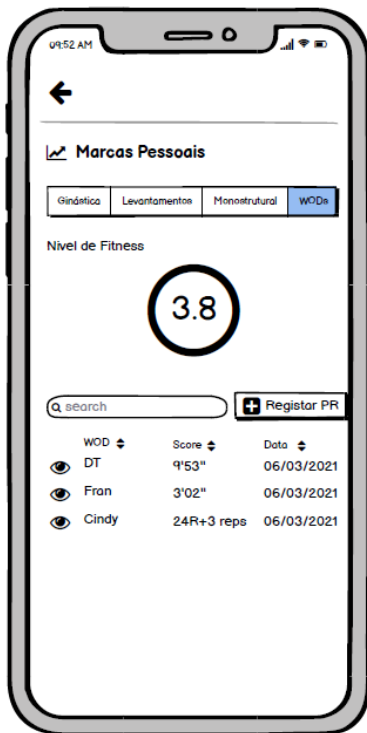 09:52 AM
Marcas Pessoais
Ginástica Levantamentos Monostrutural WODs
Nível de Fitness
3.8
search Registar PR
WOD Score Data
DT 9'53" 06/03/2021
Fran 3'02" 06/03/2021
Cindy 24R+3 reps 06/03/2021